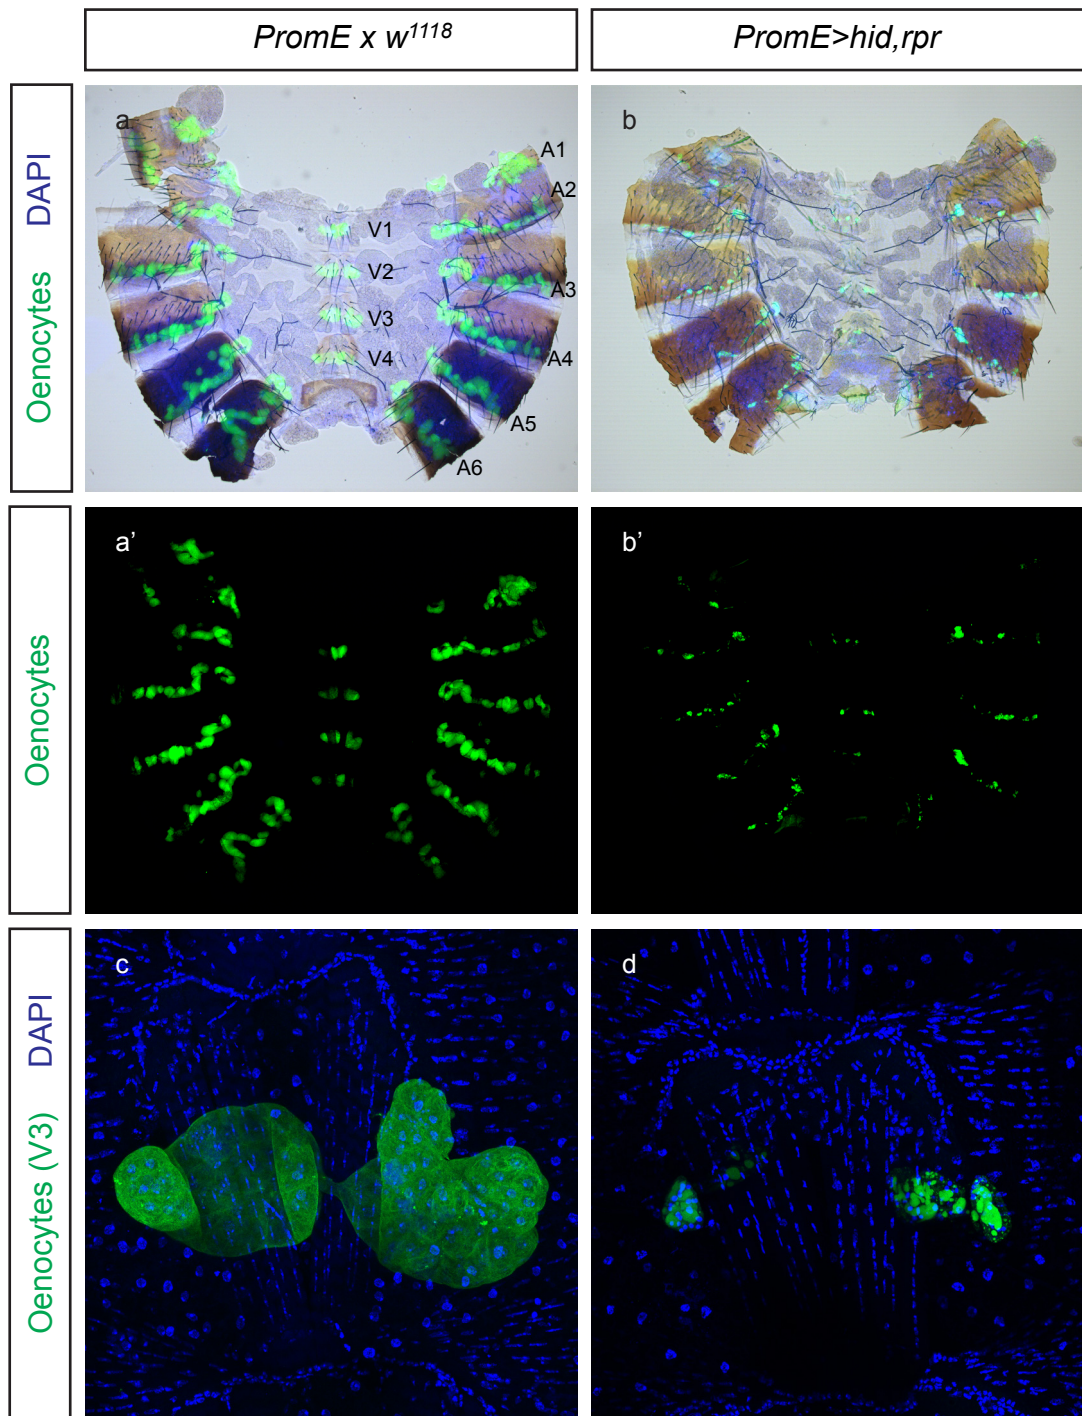 PromE x w1118
PromE>hid,rpr
Oenocytes DAPI
a
A1
A2
V1
V2
A3
V3
V4
A4
A5
A6
b
Oenocytes
a’
b’
Oenocytes (V3) DAPI
c
d